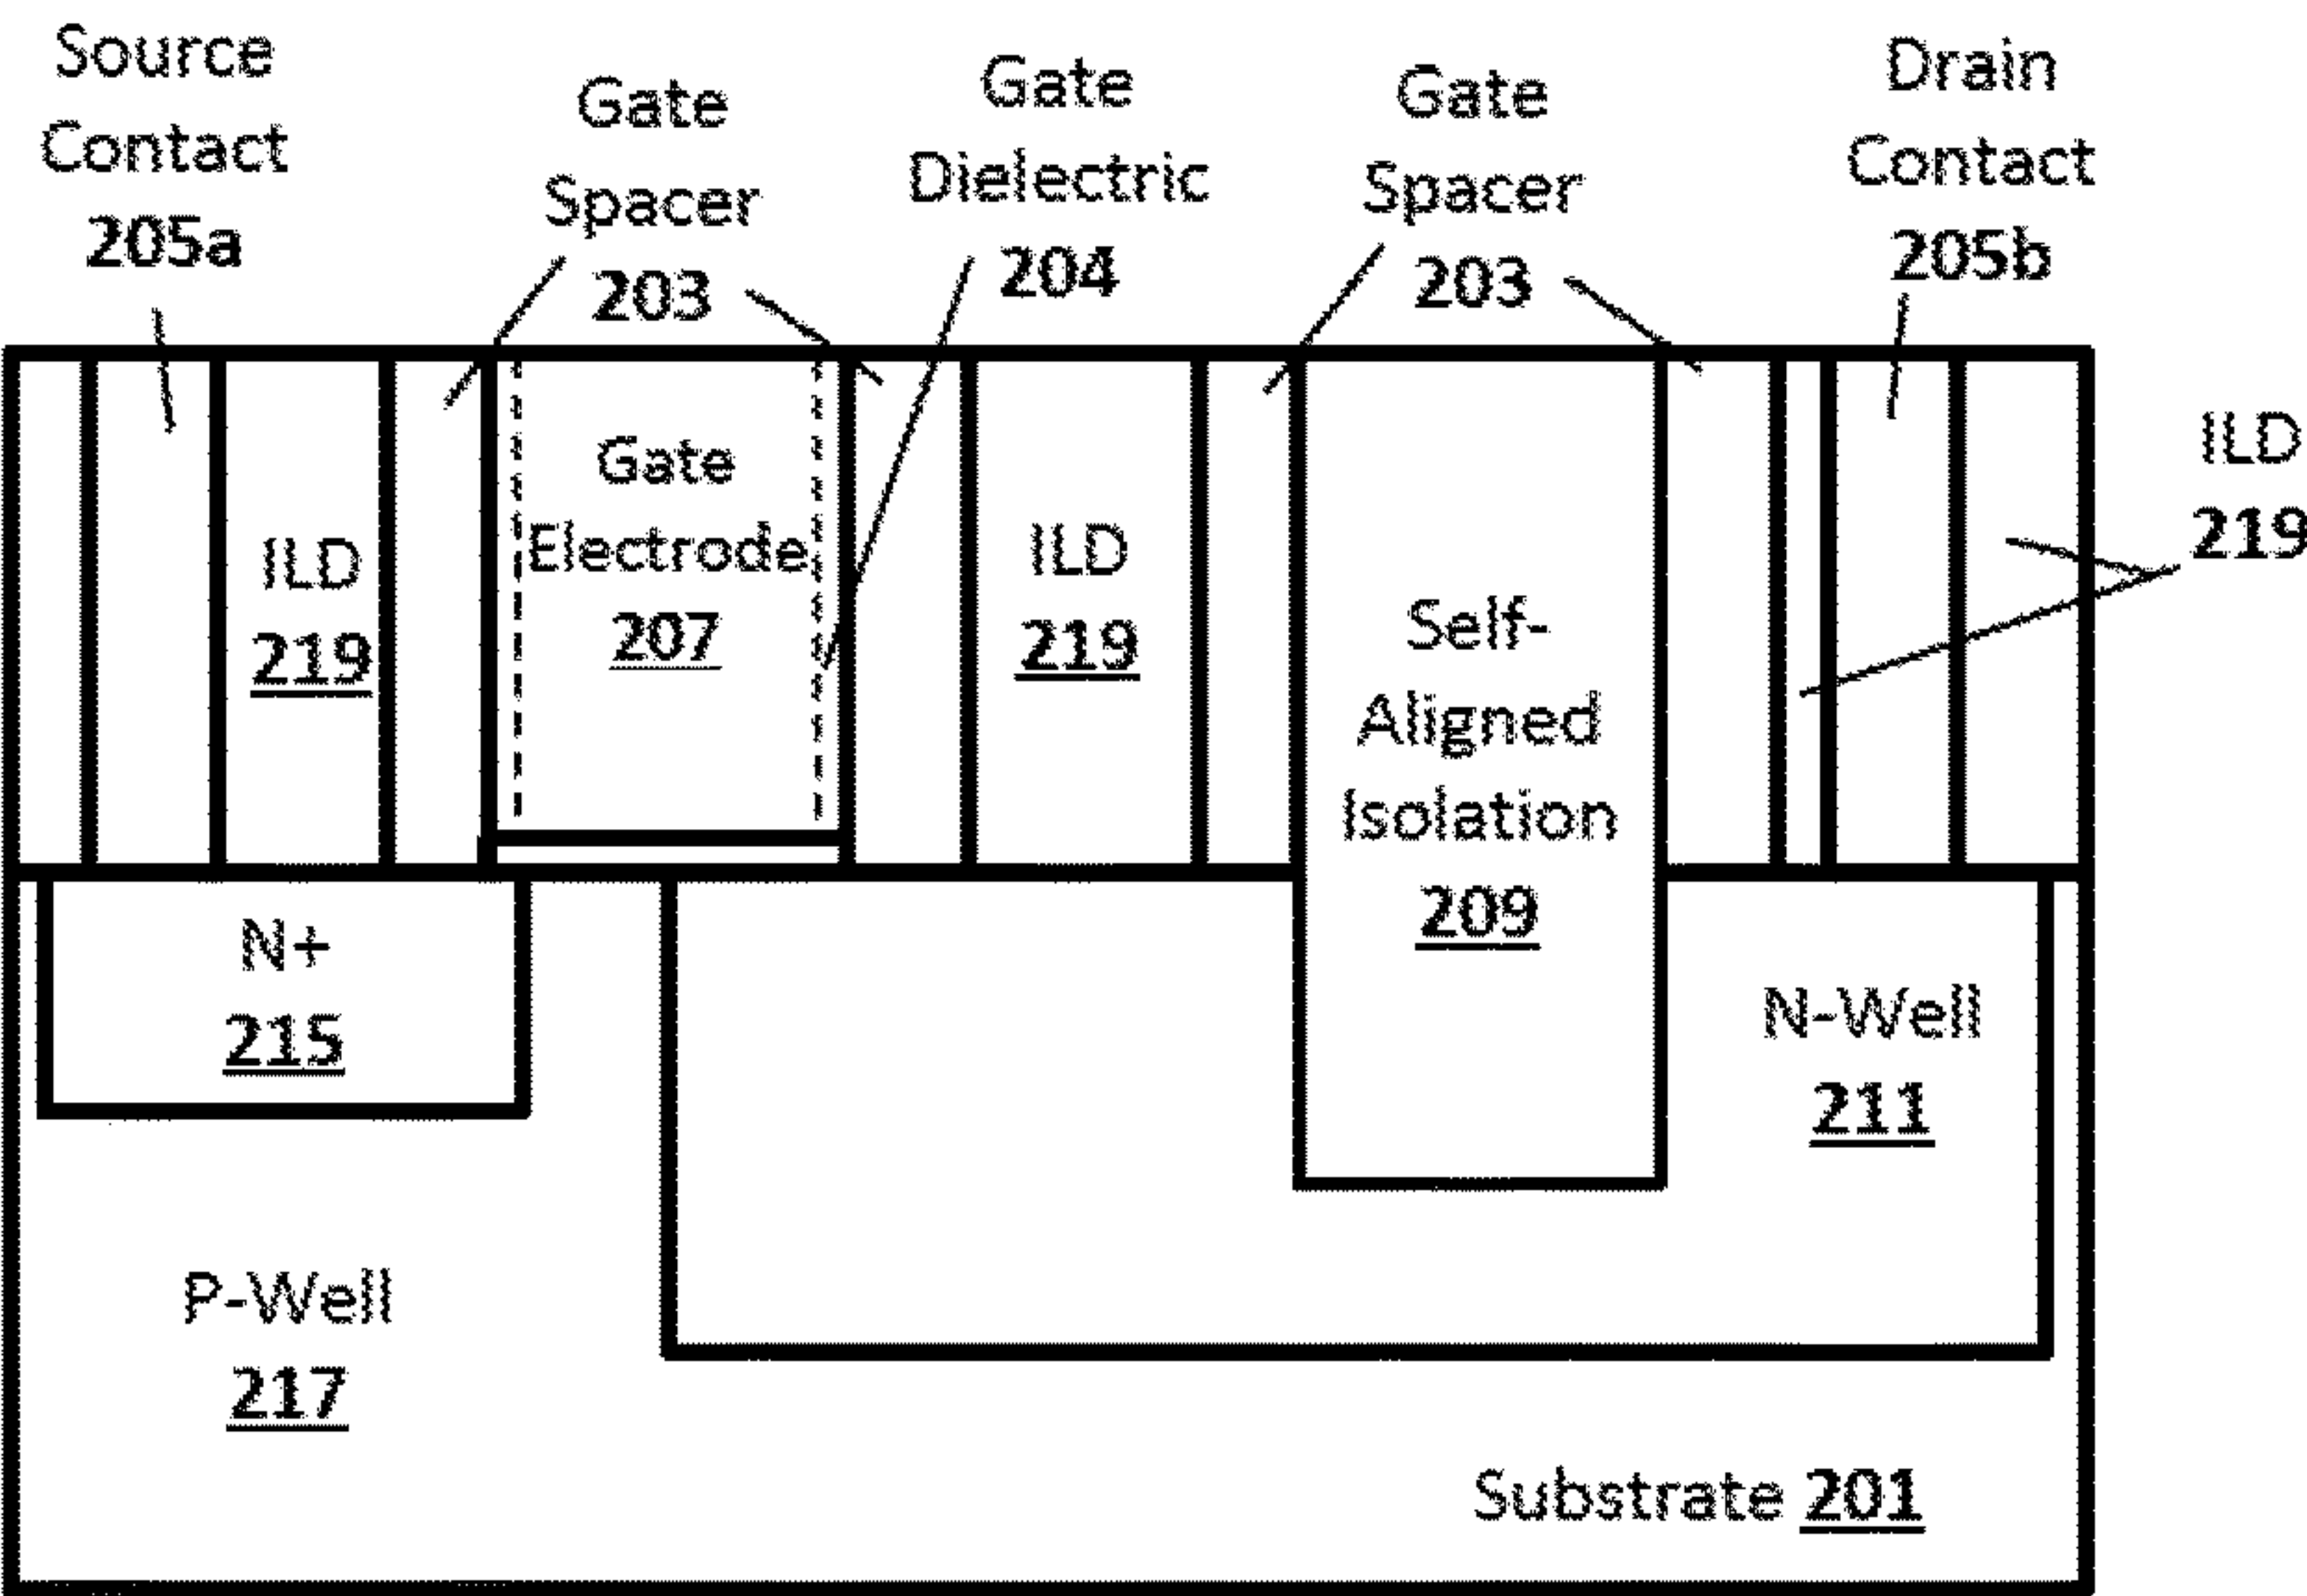 Source
Contact
205a
Gate
Spacer
203
Gate
Dielectric
204
Gate
Spacer
203
Drain
Contact
205b
ILD
219
Gate
Electrode
207
ILD
219
Self-
Aligned
Isolation
209
ILD
219
N+
215
N-Well
211
P-Well
217
Substrate 201